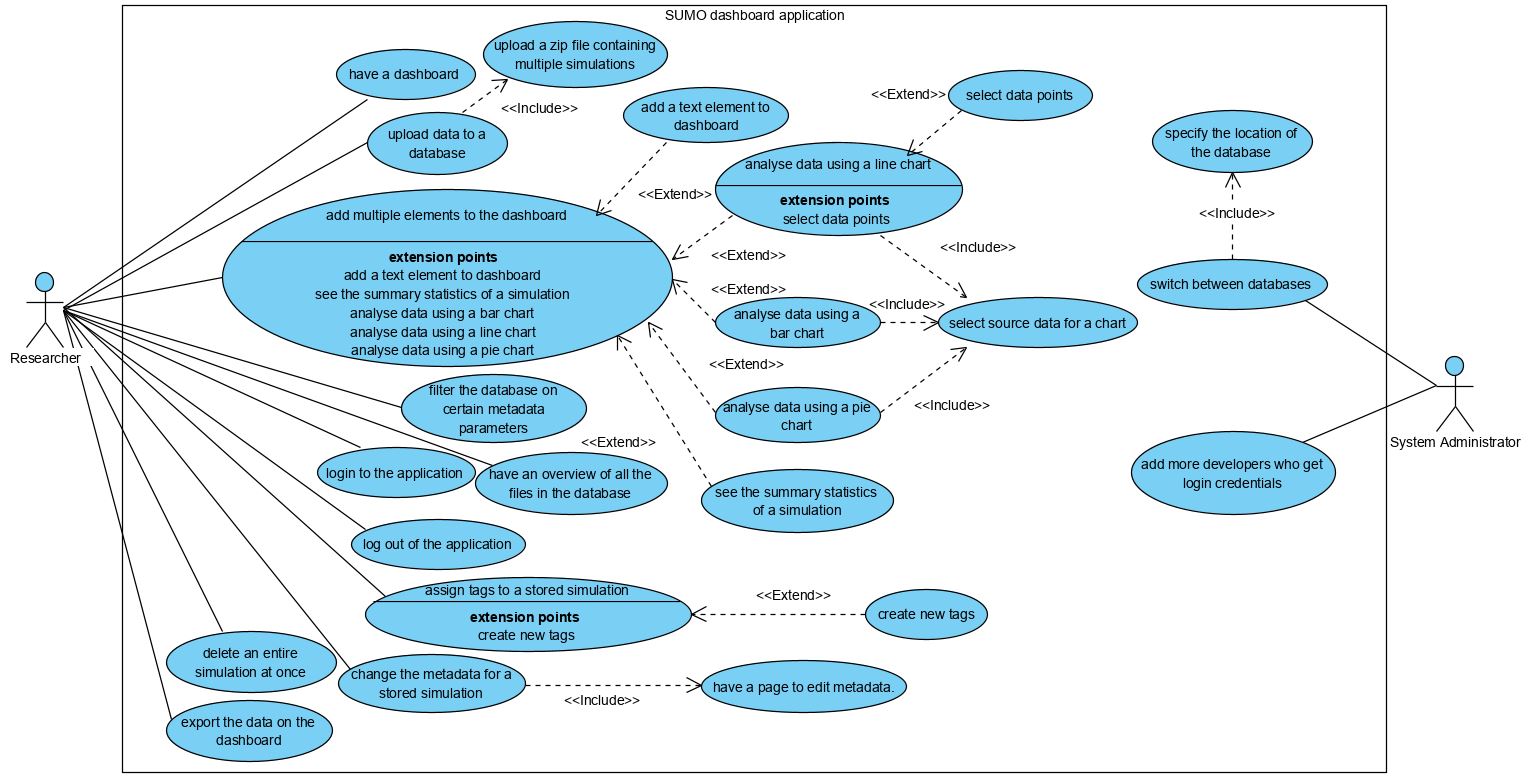 SUMO dashboard application
upload a zip file containing
multiple simulations
have a dashboard
<<Include>>
upload data to a
database
add a text element to
dashboard
<<Extend>>
select data points
specify the location of
the database
analyse data using a line chart
extension points
select data points
<<Extend>>
add multiple elements to the dashboard
extension points
add a text element to dashboard
see the summary statistics of a simulation
analyse data using a bar chart
analyse data using a line chart
analyse data using a pie chart
<<Include>>
<<Extend>>
<<Include>>
<<Extend>>
switch between databases
analyse data using a
bar chart
<<Include>>
select source data for a chart
Researcher
<<Extend>>
analyse data using a pie
chart
<<Include>>
filter the database on
certain metadata
parameters
<<Extend>>
System Administrator
login to the application
have an overview of all the
files in the database
see the summary statistics
of a simulation
add more developers who get
login credentials
log out of the application
assign tags to a stored simulation
extension points
create new tags
<<Extend>>
create new tags
delete an entire
simulation at once
change the metadata for a
stored simulation
<<Include>>
have a page to edit metadata.
export the data on the
dashboard